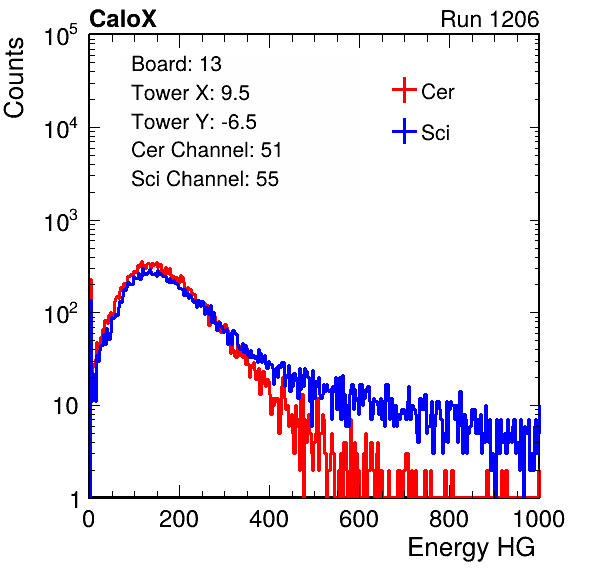 CaloX Run 1206
Counts
10^5
10^4
10^3
10^2
10
1
Board: 13
Tower X: 9.5
Tower Y: -6.5
Cer Channel: 51
Sci Channel: 55
Cer
Sci
0 200 400 600 800 1000
Energy HG